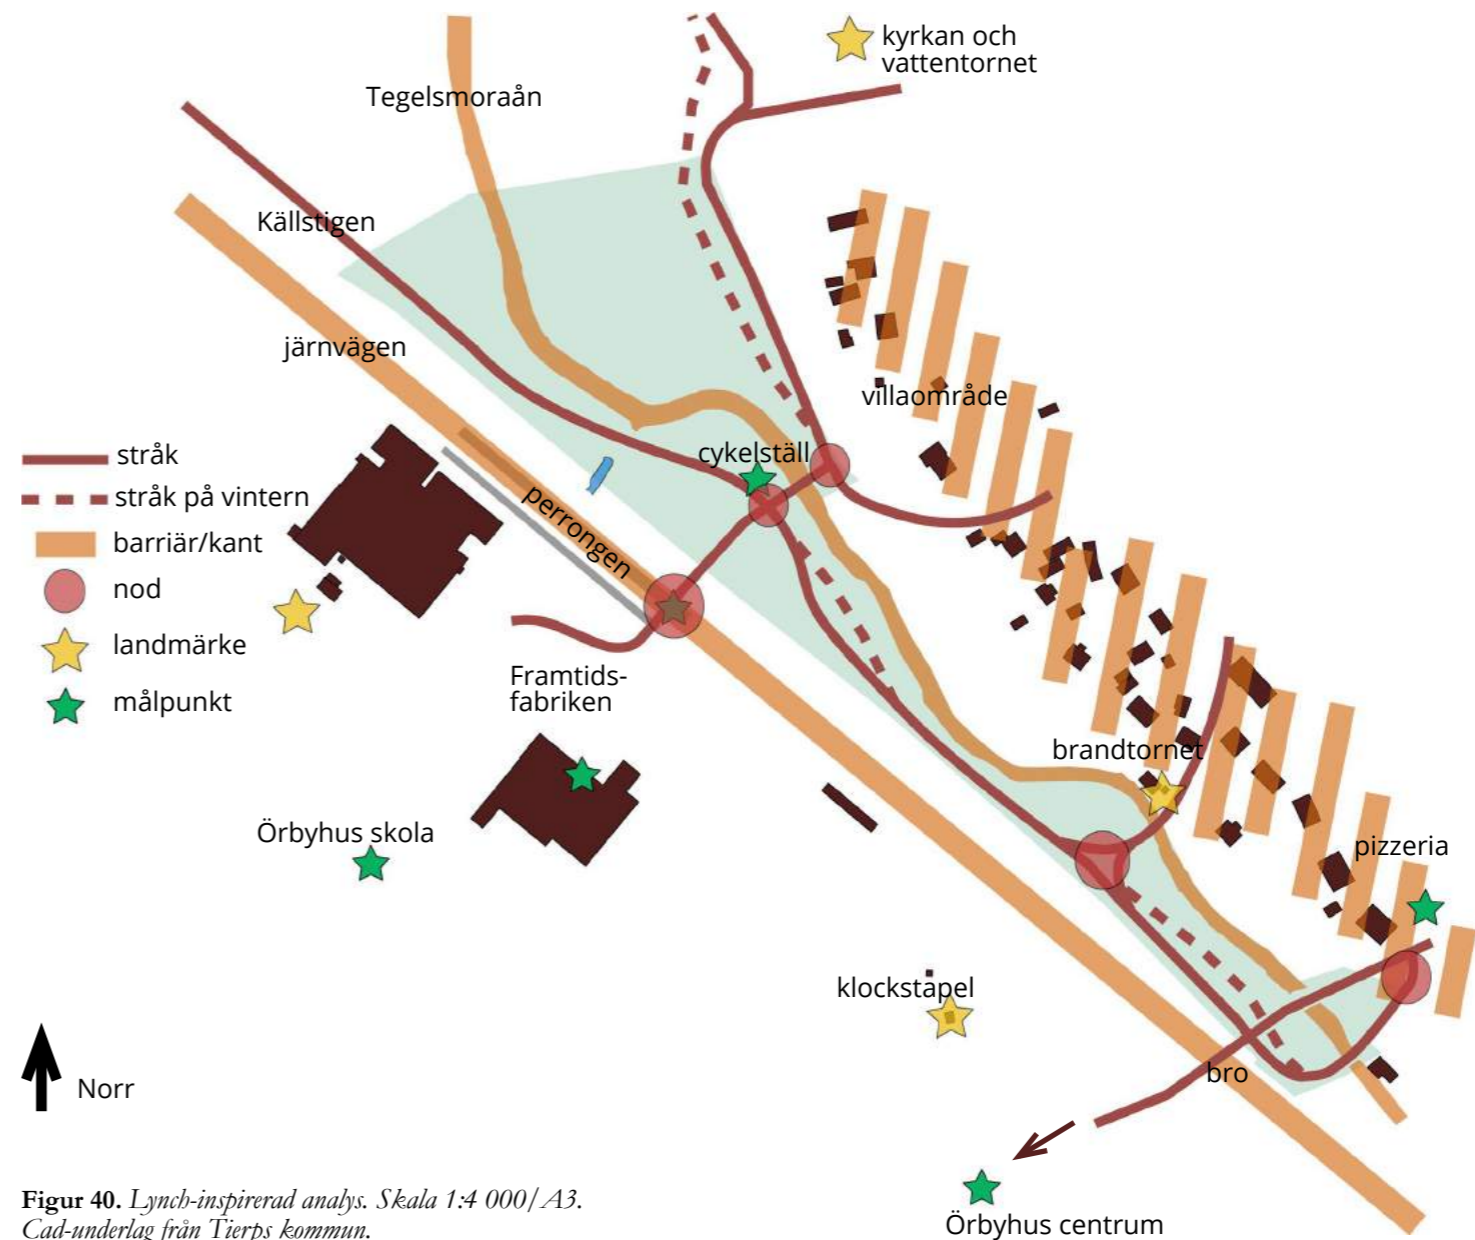 kyrkan och
vattentornet
Tegelsmoraån
Källstigen
järnvägen
villaområde
cykelställ
stråk
stråk på vintern
barriär/kant
nod
landmärke
målpunkt
perrongen
Framtids-
fabriken
brandtornet
Örbyhus skola
pizzeria
klockstapel
bro
Norr
Örbyhus centrum
Figur 40. Lynch-inspirerad analys. Skala 1:4 000/A3.
Cad-underlag från Tierps kommun.